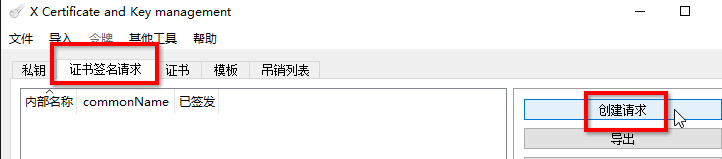 X Certificate and Key management
文件 导入 令牌 其他工具 帮助
私钥 证书签名请求 证书 模板 吊销列表
内部名称 commonName 已签发
创建请求
导出